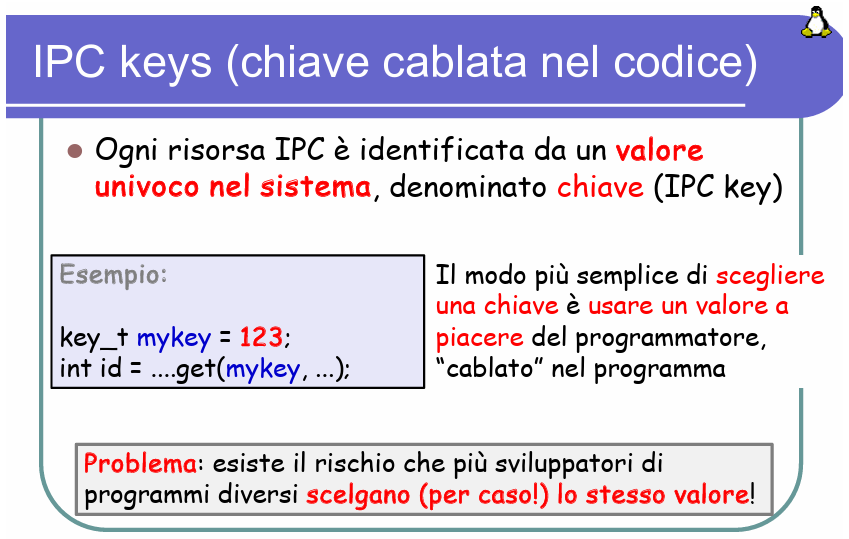 IPC keys (chiave cablata nel codice)
Ogni risorsa IPC è identificata da un valore
univoco nel sistema, denominato chiave (IPC key)
Esempio:
key_t mykey = 123;
int id = ....get(mykey, ...);
Il modo più semplice di scegliere
una chiave è usare un valore a
piacere del programmatore,
“cablato” nel programma
Problema: esiste il rischio che più sviluppatori di
programmi diversi scelgano (per caso!) lo stesso valore!